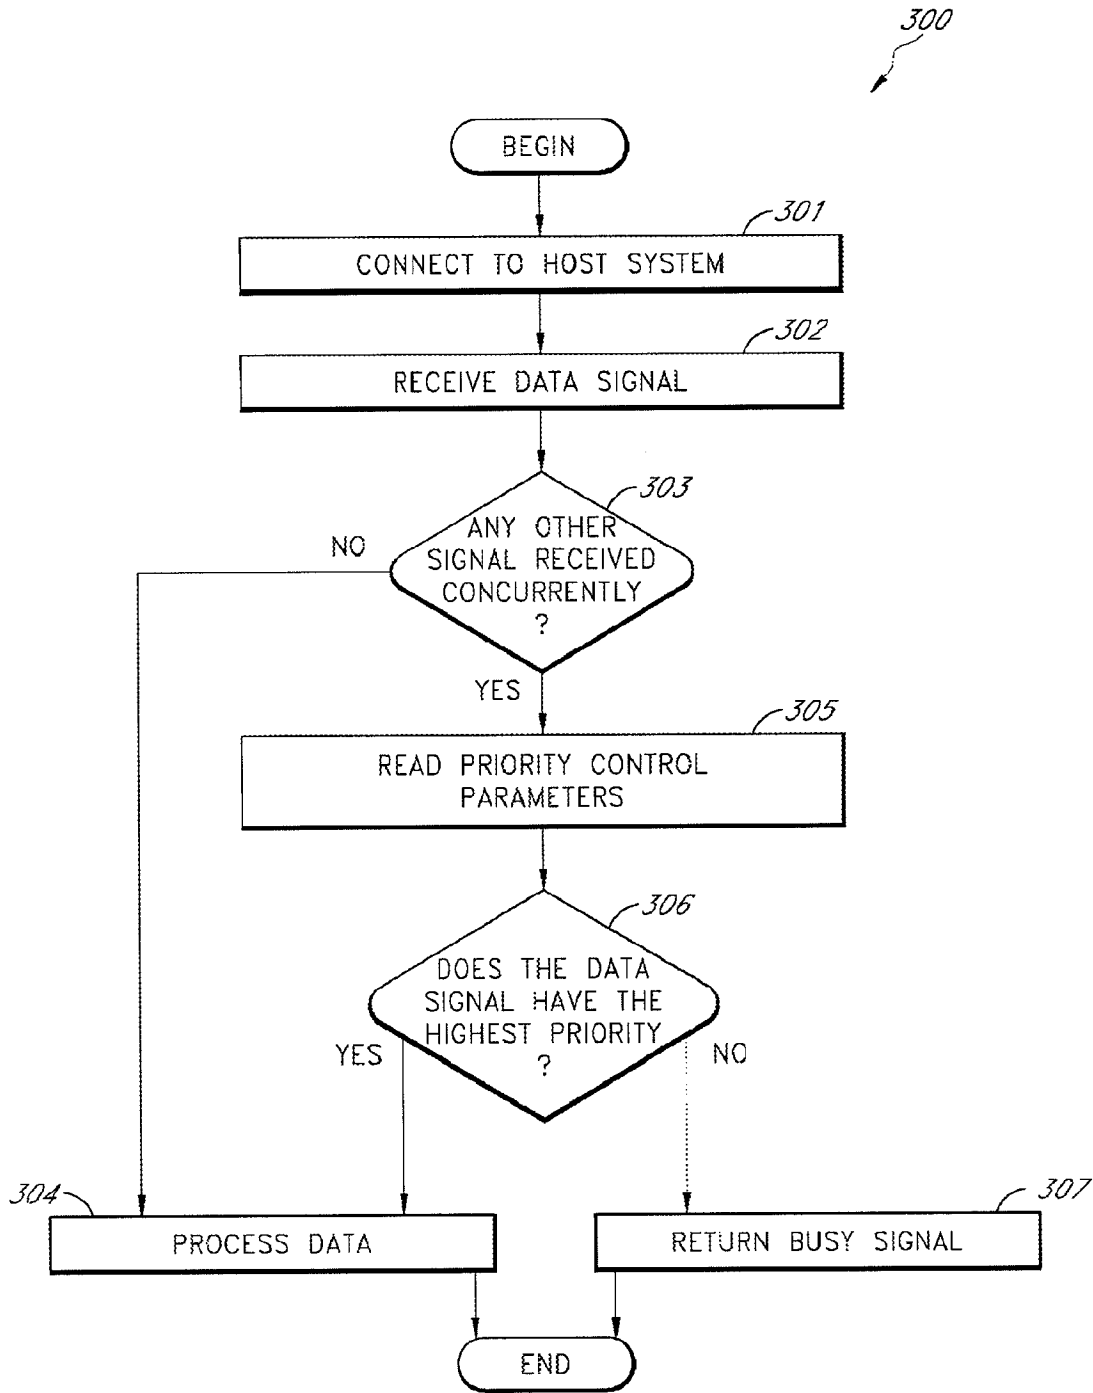 300
BEGIN
301
CONNECT TO HOST SYSTEM
302
RECEIVE DATA SIGNAL
303
ANY OTHER
SIGNAL RECEIVED
CONCURRENTLY
?
NO
YES
305
READ PRIORITY CONTROL
PARAMETERS
306
DOES THE DATA
SIGNAL HAVE THE
HIGHEST PRIORITY
?
YES
NO
304
PROCESS DATA
307
RETURN BUSY SIGNAL
END